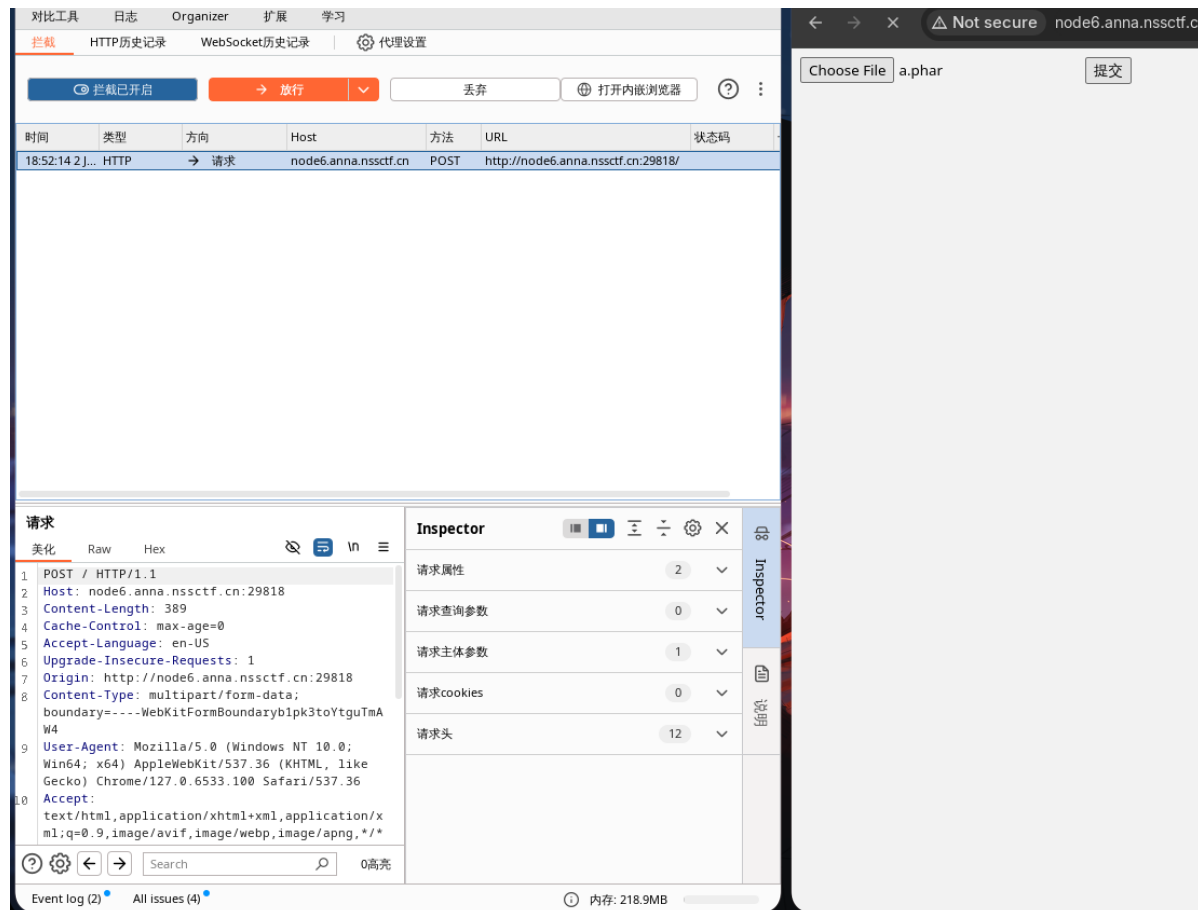 对比工具 日志 Organizer 扩展 学习
拦截 HTTP历史记录 WebSocket历史记录 代理设置
拦截已开启 放行 丢弃 打开内嵌浏览器
时间 类型 方向 Host 方法 URL 状态码
18:52:14 2 J... HTTP → 请求 node6.anna.nssctf.cn POST http://node6.anna.nssctf.cn:29818/
请求
美化 Raw Hex \n
1 POST / HTTP/1.1
2 Host: node6.anna.nssctf.cn:29818
3 Content-Length: 389
4 Cache-Control: max-age=0
5 Accept-Language: en-US
6 Upgrade-Insecure-Requests: 1
7 Origin: http://node6.anna.nssctf.cn:29818
8 Content-Type: multipart/form-data;
boundary=----WebKitFormBoundaryb1pk3toYtguTmA
W4
9 User-Agent: Mozilla/5.0 (Windows NT 10.0;
Win64; x64) AppleWebKit/537.36 (KHTML, like
Gecko) Chrome/127.0.6533.100 Safari/537.36
10 Accept:
text/html,application/xhtml+xml,application/x
ml;q=0.9,image/avif,image/webp,image/apng,*/*
Search 0高亮
Inspector
请求属性 2
请求查询参数 0
请求主体参数 1
请求cookies 0
请求头 12
Inspector
说明
Event log (2) All issues (4) 内存: 218.9MB
Not secure node6.anna.nssctf.c
Choose File a.phar 提交